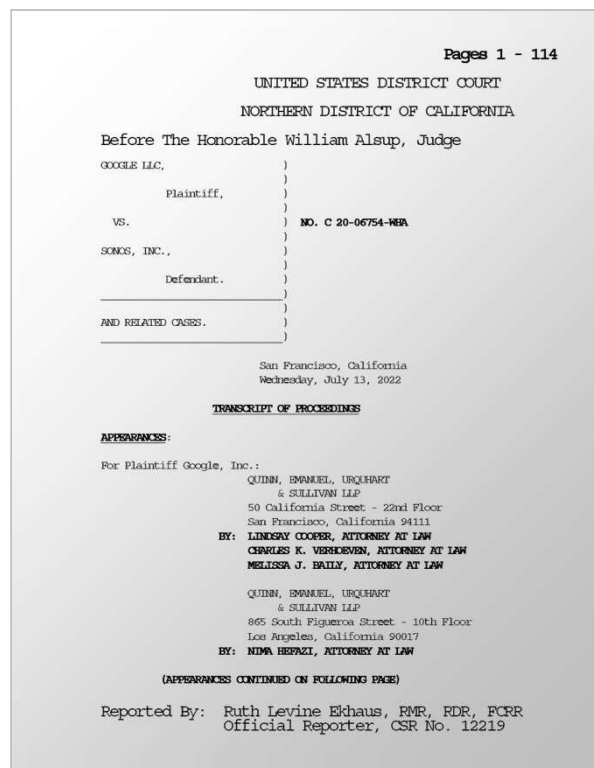 Pages 1 - 114
UNITED STATES DISTRICT COURT
NORTHERN DISTRICT OF CALIFORNIA
Before The Honorable William Alsup, Judge
GOOGLE LLC, )
)
Plaintiff, )
)
VS. ) NO. C 20-06754-WHA
)
SONOS, INC., )
)
Defendant. )
)
)
AND RELATED CASES. )
)
San Francisco, California
Wednesday, July 13, 2022
TRANSCRIPT OF PROCEEDINGS
APPEARANCES:
For Plaintiff Google, Inc.:
QUINN, EMANUEL, URQUHART
& SULLIVAN LLP
50 California Street - 22nd Floor
San Francisco, California 94111
BY: LINDSAY COOPER, ATTORNEY AT LAW
CHARLES K. VERHOEVEN, ATTORNEY AT LAW
MELISSA J. BAILY, ATTORNEY AT LAW
QUINN, EMANUEL, URQUHART
& SULLIVAN LLP
865 South Figueroa Street - 10th Floor
Los Angeles, California 90017
BY: NIMA HEFAZI, ATTORNEY AT LAW
(APPEARANCES CONTINUED ON FOLLOWING PAGE)
Reported By: Ruth Levine Ekhaus, RMR, RDR, FCRR
Official Reporter, CSR No. 12219